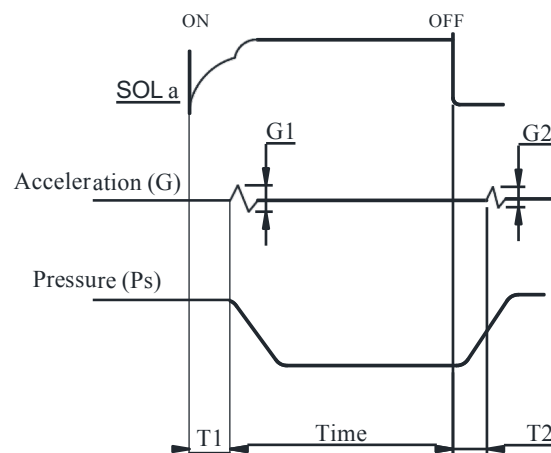 ON
OFF
SOL a
G1
G2
Acceleration (G)
Pressure (Ps)
T1
Time
T2